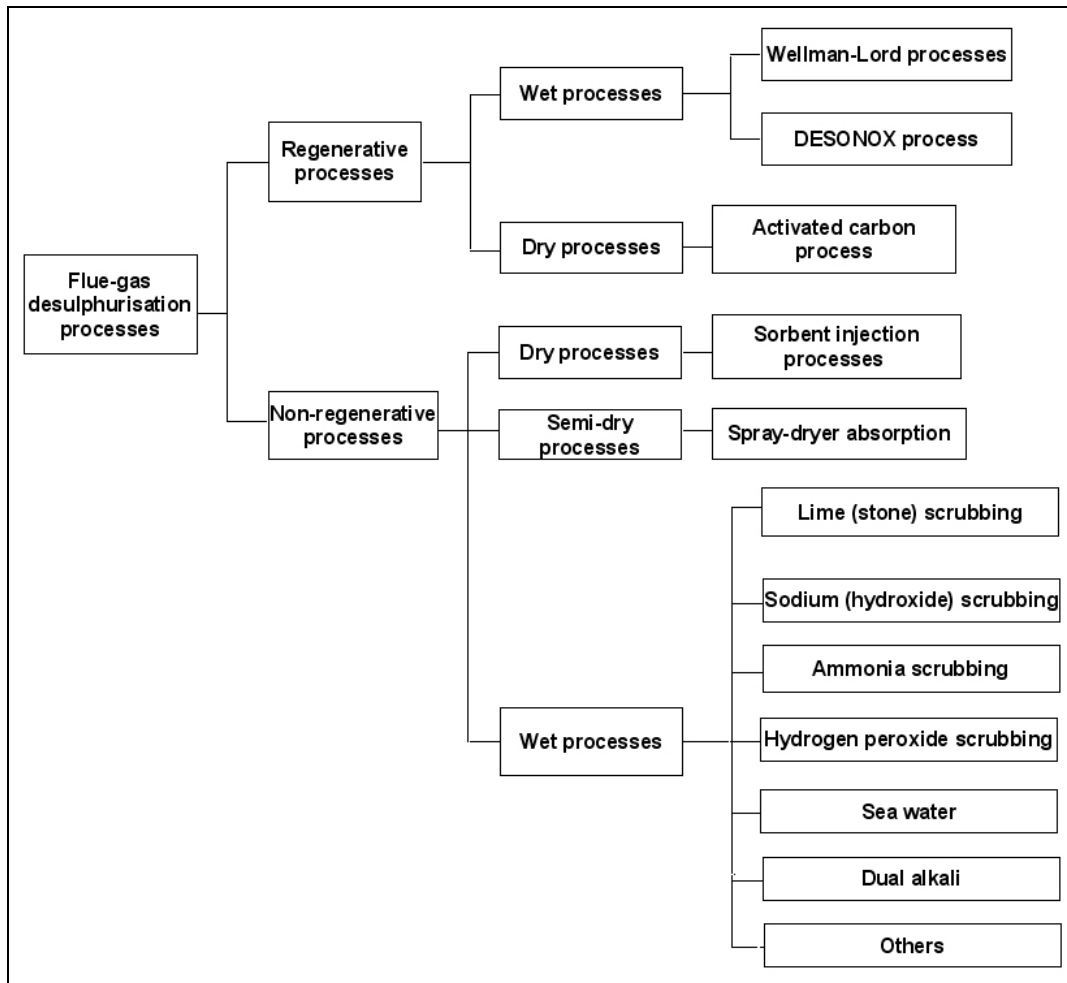 Flue-gas
desulphurisation
processes
Regenerative
processes
Wet processes
Wellman-Lord processes
DESONOX process
Dry processes
Activated carbon
process
Non-regenerative
processes
Dry processes
Sorbent injection
processes
Semi-dry
processes
Spray-dryer absorption
Wet processes
Lime (stone) scrubbing
Sodium (hydroxide) scrubbing
Ammonia scrubbing
Hydrogen peroxide scrubbing
Sea water
Dual alkali
Others